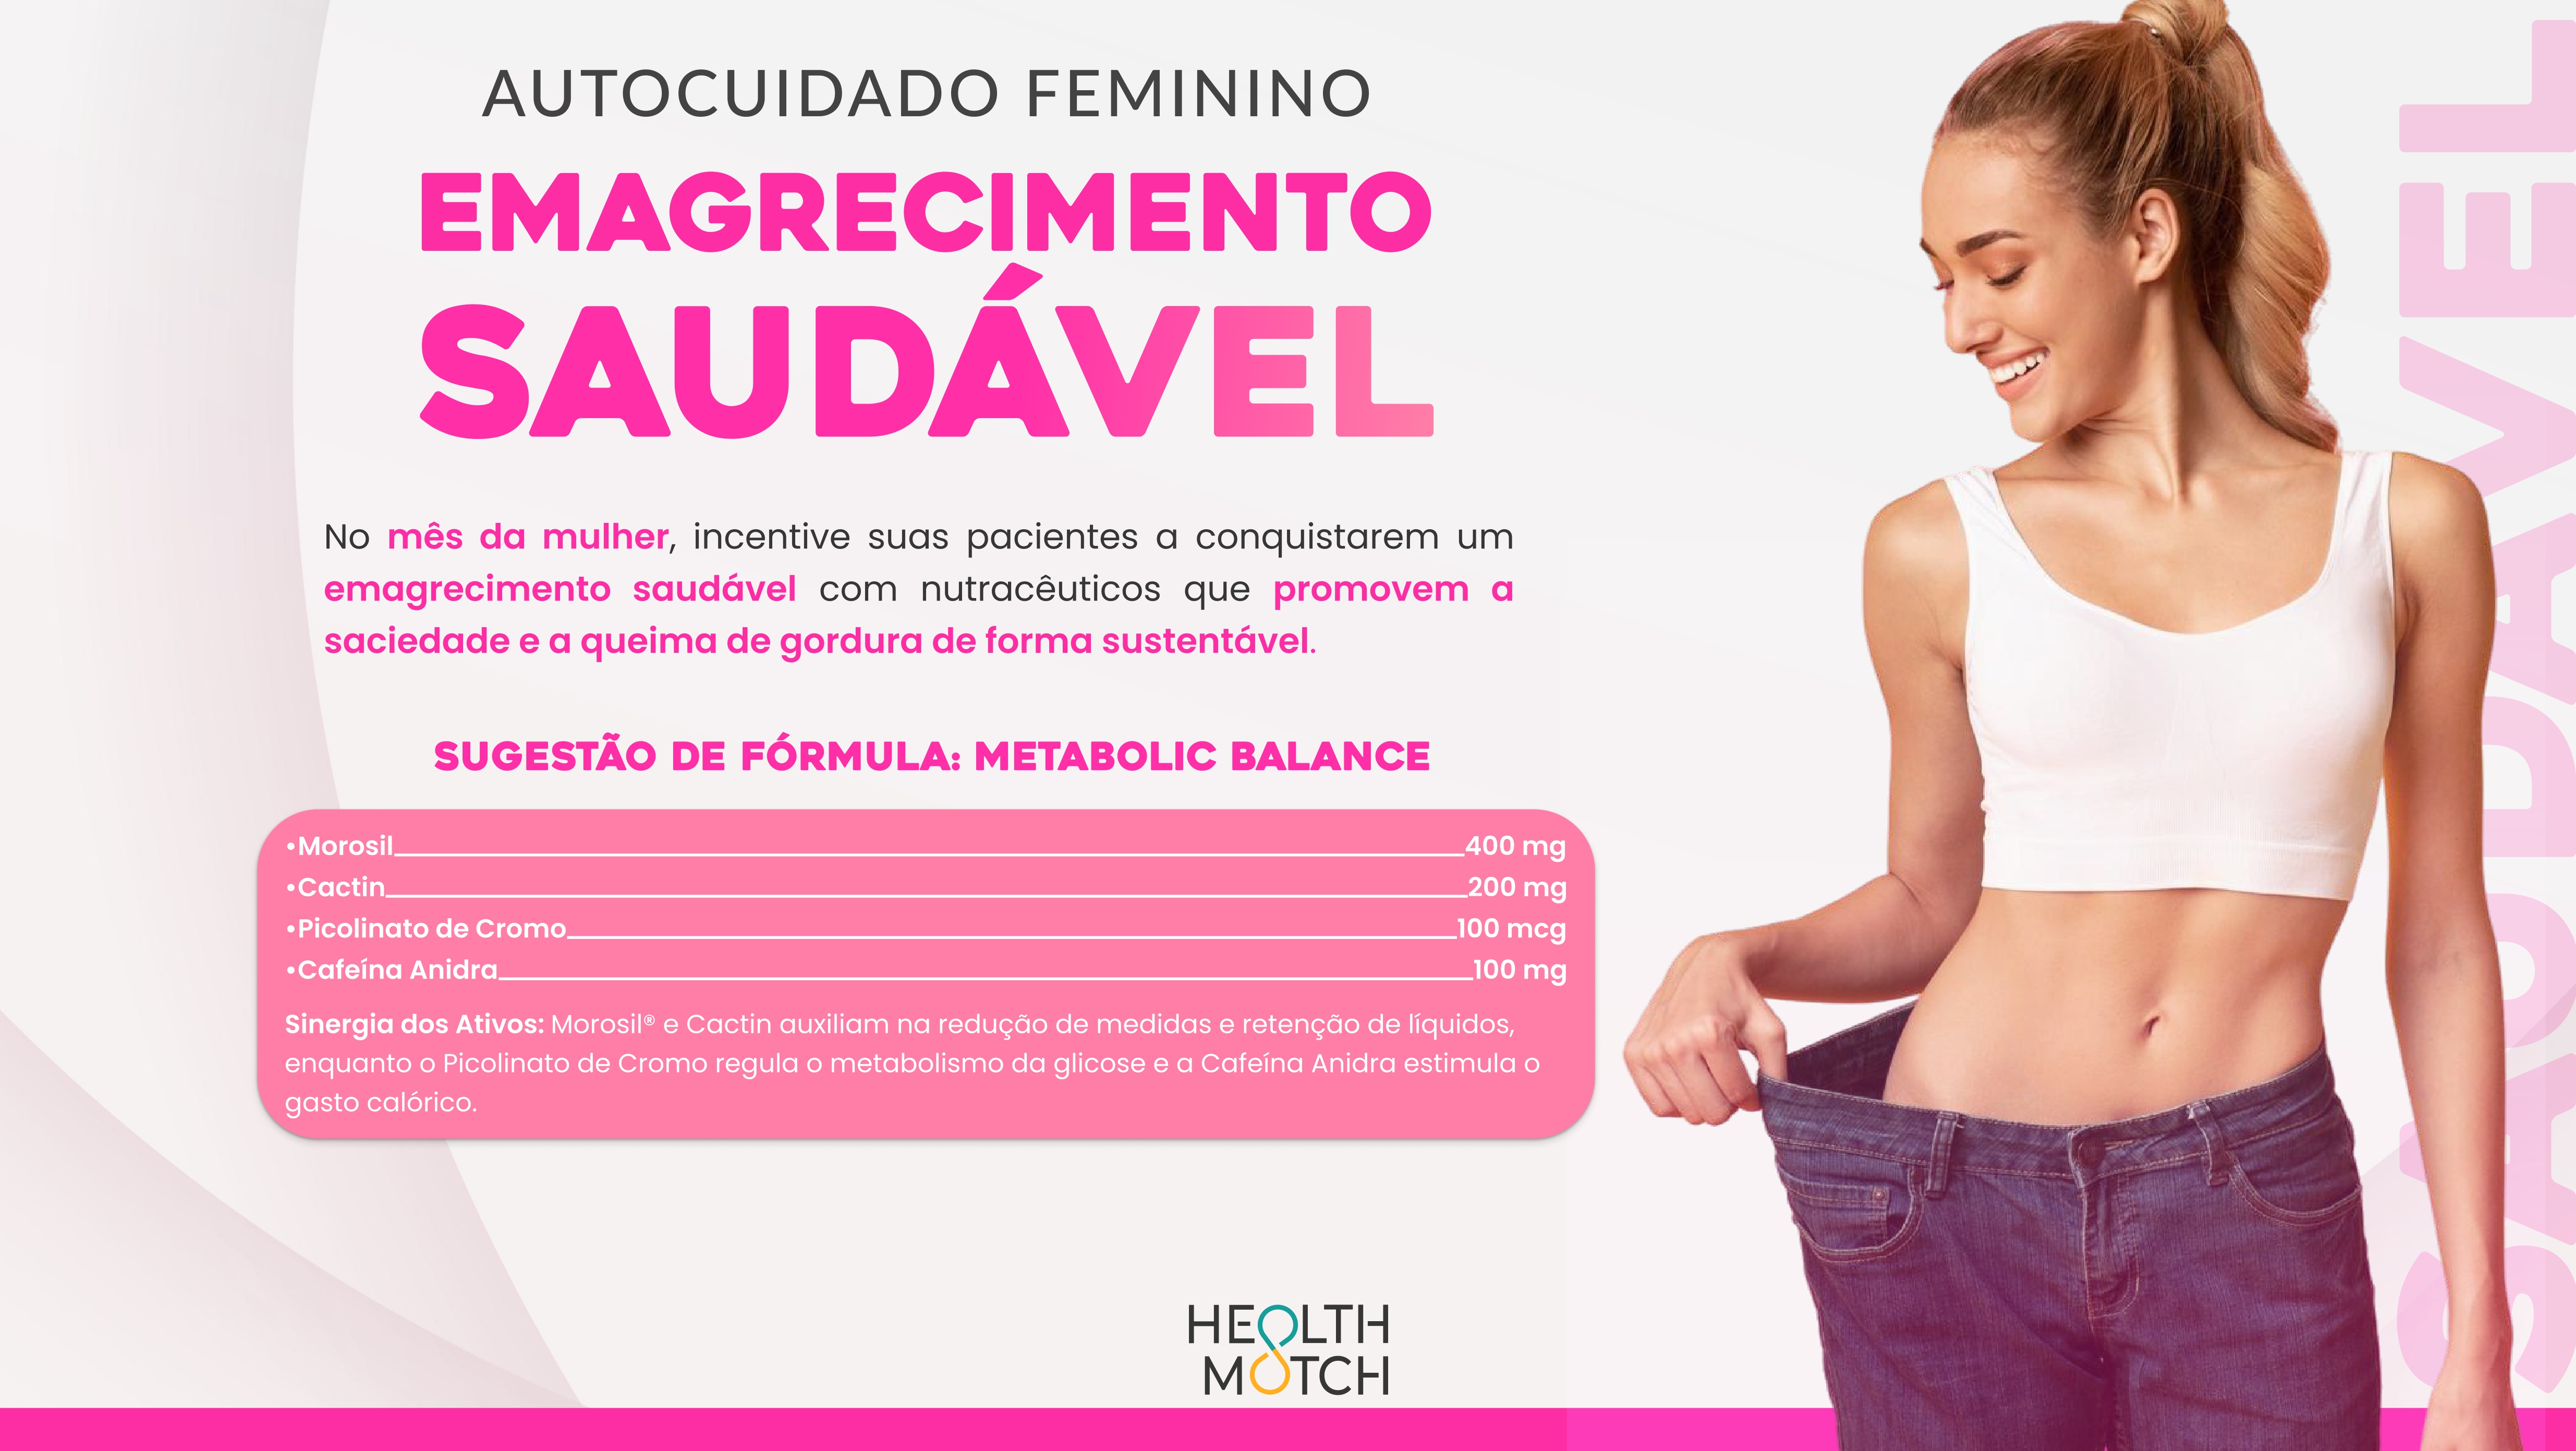 AUTOCUIDADO FEMININO
EMAGRECIMENTO
SAUDÁVEL
No mês da mulher, incentive suas pacientes a conquistarem um
emagrecimento saudável com nutracêuticos que promovem a
saciedade e a queima de gordura de forma sustentável.
SUGESTÃO DE FÓRMULA: METABOLIC BALANCE
•Morosil 400 mg
•Cactin 200 mg
•Picolinato de Cromo 100 mcg
•Cafeína Anidra 100 mg
Sinergia dos Ativos: Morosil® e Cactin auxiliam na redução de medidas e retenção de líquidos,
enquanto o Picolinato de Cromo regula o metabolismo da glicose e a Cafeína Anidra estimula o
gasto calórico.
HEALTH
MATCH
SAUDAVEL